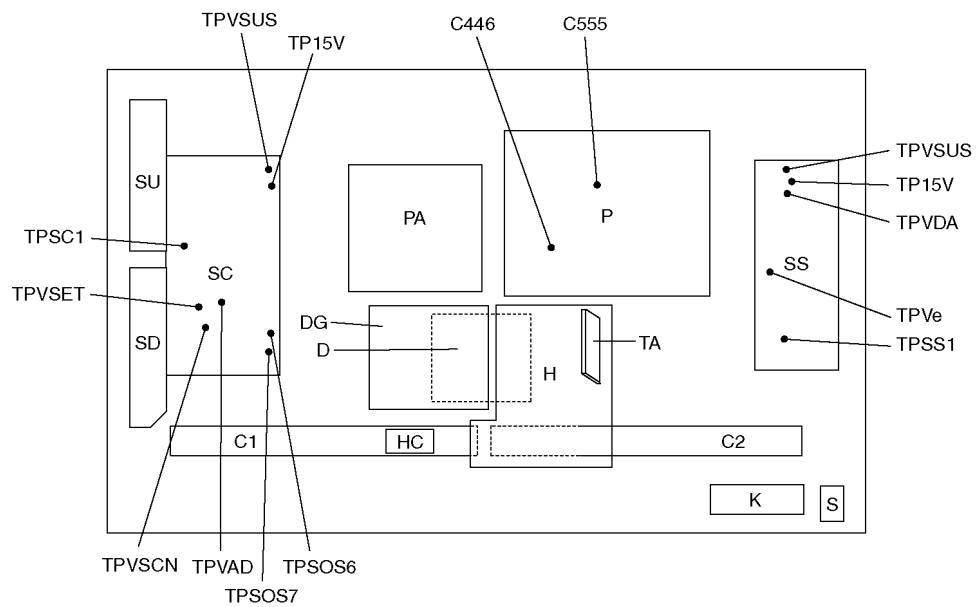 TPVSUS
TP15V
C446
C555
SU
TPVSUS
TP15V
TPVDA
PA
P
TPSC1
SC
SS
TPVSET
SD
DG
D
H
TA
TPVe
TPSS1
C1
HC
C2
K
S
TPVSCN
TPVAD
TPSOS6
TPSOS7